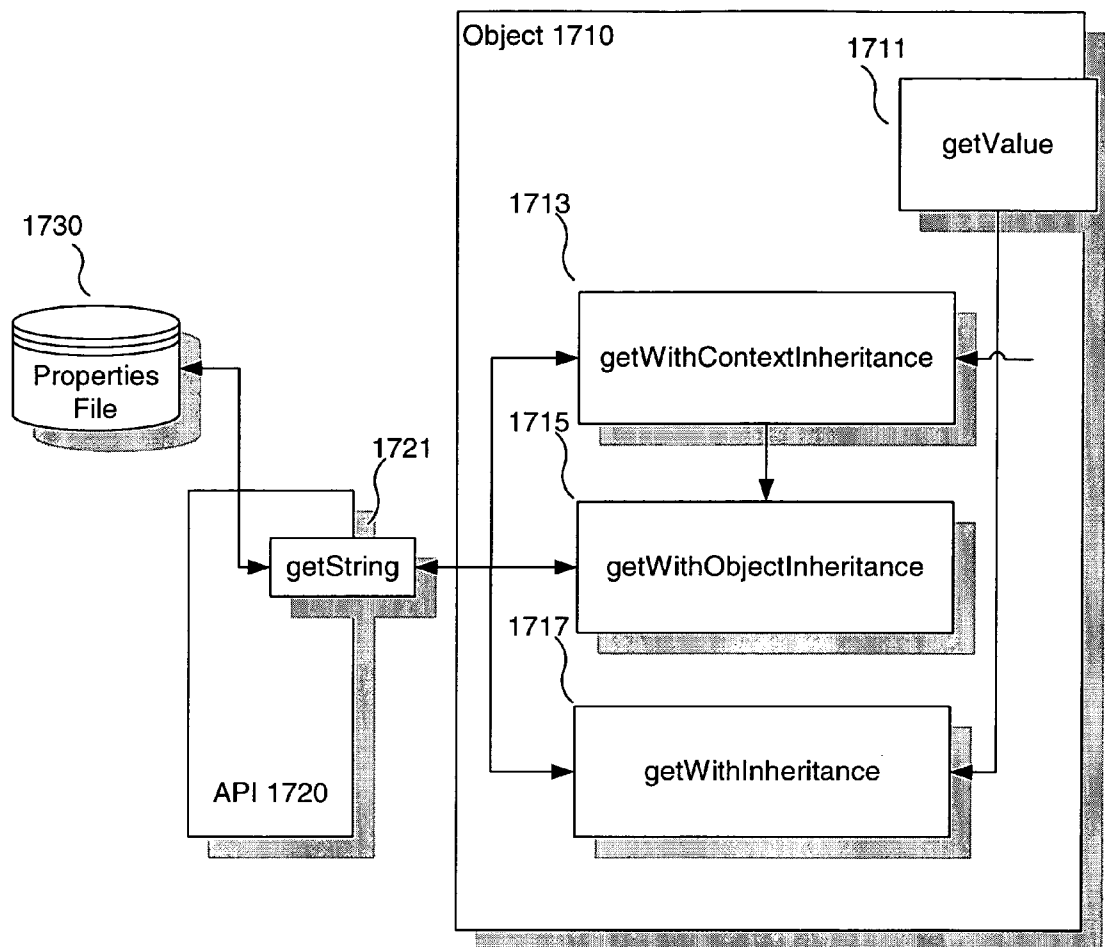 Object 1710
1711
getValue
1713
1730
getWithContextInheritance
Properties
File
1715
1721
getString
getWithObjectInheritance
1717
getWithInheritance
API 1720